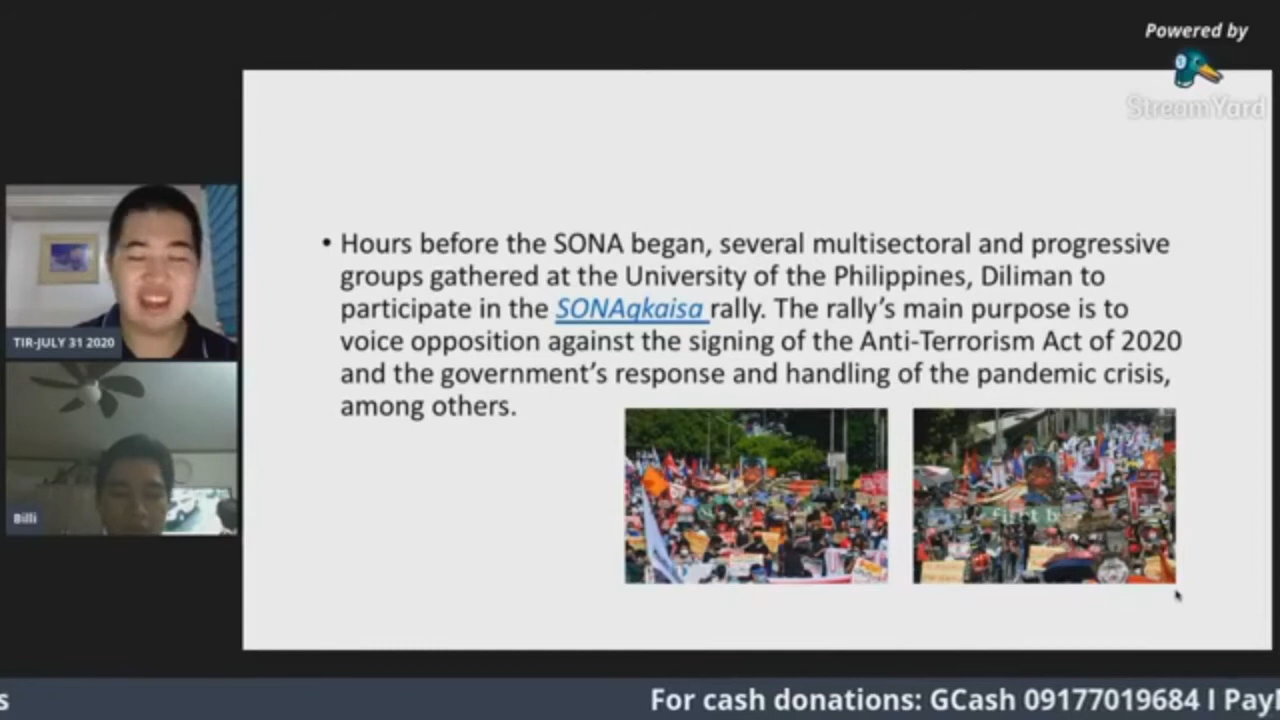 Powered by
StreamYard
• Hours before the SONA began, several multisectoral and progressive
groups gathered at the University of the Philippines, Diliman to
participate in the SONAgkaisa rally. The rally's main purpose is to
voice opposition against the signing of the Anti-Terrorism Act of 2020
and the government's response and handling of the pandemic crisis,
among others.
TIR-JULY 31 2020
Billi
first b
s
For cash donations: GCash 09177019684 I Pay